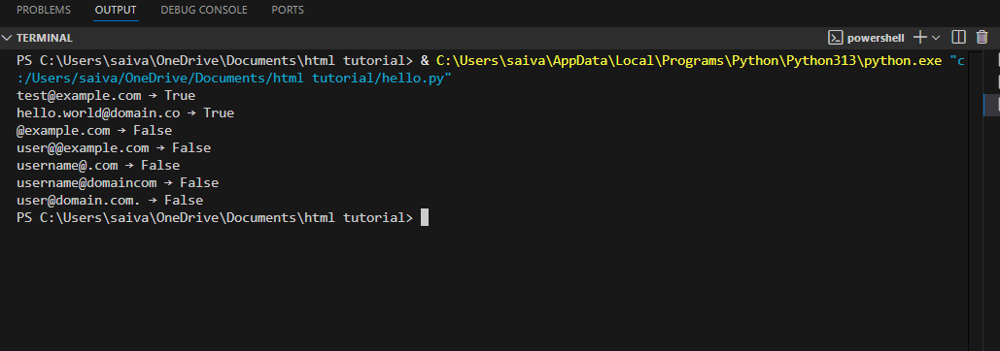 PROBLEMS OUTPUT DEBUG CONSOLE PORTS
TERMINAL powershell
PS C:\Users\saiva\OneDrive\Documents\html tutorial> & C:\Users\saiva\AppData\Local\Programs\Python\Python313\python.exe "c
:/Users/saiva/OneDrive/Documents/html tutorial/hello.py"
test@example.com → True
hello.world@domain.co → True
@example.com → False
user@@example.com → False
username@.com → False
username@domaincom → False
user@domain.com. → False
PS C:\Users\saiva\OneDrive\Documents\html tutorial>